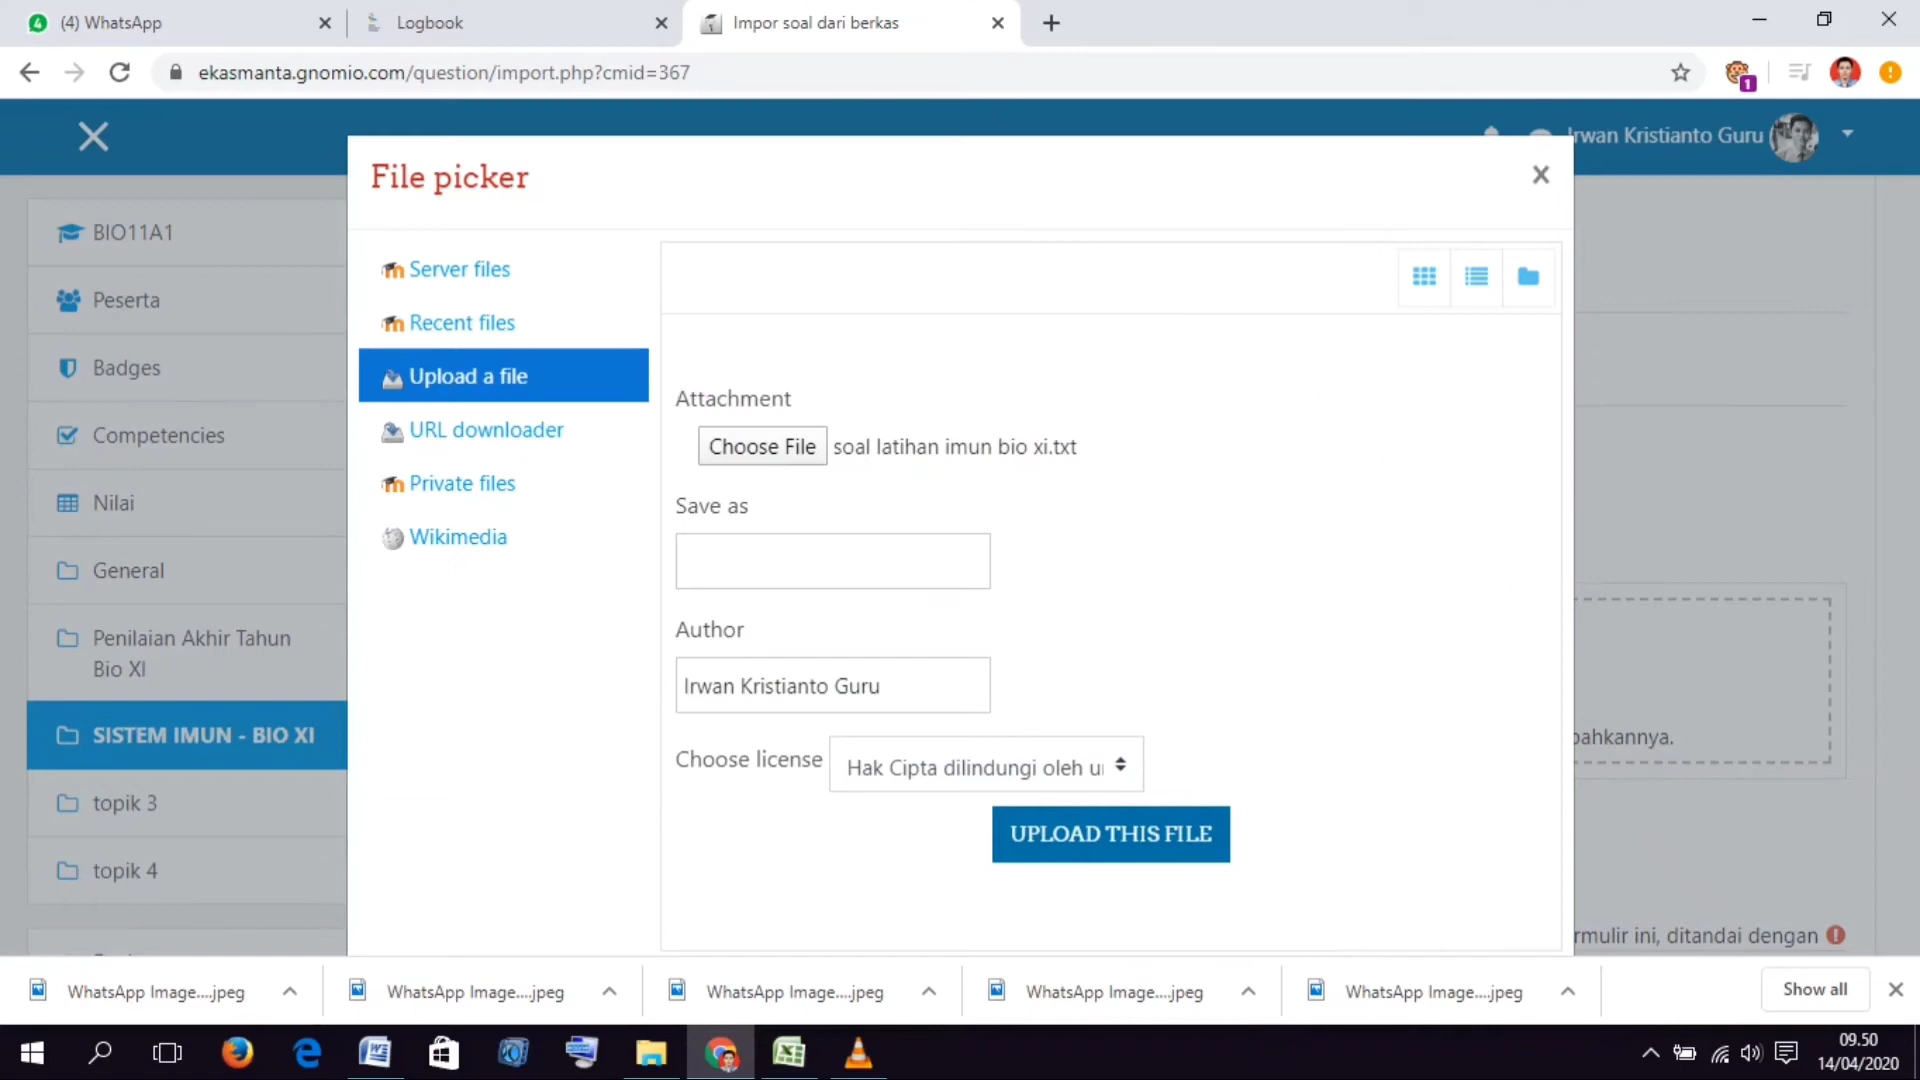 (4) WhatsApp
Logbook
Impor soal dari berkas
ekasmanta.gnomio.com/question/import.php?cmid=367
1
Irwan Kristianto Guru
File picker
BIO11A1
Peserta
Badges
Competencies
Nilai
General
Penilaian Akhir Tahun
Bio XI
SISTEM IMUN - BIO XI
topik 3
topik 4
Server files
Recent files
Upload a file
URL downloader
Private files
Wikimedia
Attachment
Choose File soal latihan imun bio xi.txt
Save as
Author
Irwan Kristianto Guru
Choose license
Hak Cipta dilindungi oleh
UPLOAD THIS FILE
ditandai dengan
WhatsApp Image....jpeg
WhatsApp Image....jpeg
WhatsApp Image....jpeg
WhatsApp Image....jpeg
WhatsApp Image....jpeg
Show all
09.50
14/04/2020